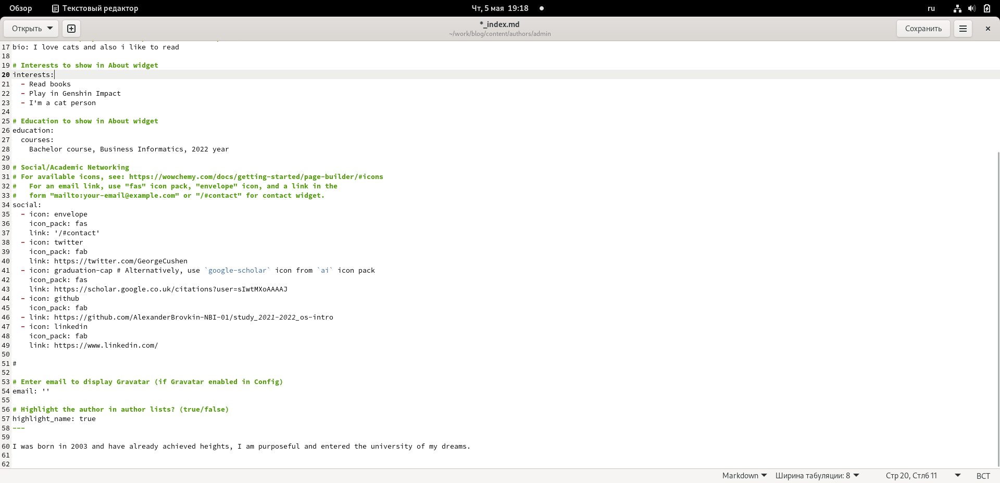 Обзор Текстовый редактор Чт, 5 мая 19:18 ru
Открыть *_index.md Сохранить
~/work/blog/content/authors/admin
17 bio: I love cats and also i like to read
18
19 # Interests to show in About widget
20 interests:
21   - Read books
22   - Play in Genshin Impact
23   - I'm a cat person
24
25 # Education to show in About widget
26 education:
27   courses:
28     Bachelor course, Business Informatics, 2022 year
29
30 # Social/Academic Networking
31 # For available icons, see: https://wowchemy.com/docs/getting-started/page-builder/#icons
32 #   For an email link, use "fas" icon pack, "envelope" icon, and a link in the
33 #   form "mailto:your-email@example.com" or "/#contact" for contact widget.
34 social:
35   - icon: envelope
36     icon_pack: fas
37     link: '/#contact'
38   - icon: twitter
39     icon_pack: fab
40     link: https://twitter.com/GeorgeCushen
41   - icon: graduation-cap # Alternatively, use `google-scholar` icon from `ai` icon pack
42     icon_pack: fas
43     link: https://scholar.google.co.uk/citations?user=sIwtMXoAAAAJ
44   - icon: github
45     icon_pack: fab
46   - link: https://github.com/AlexanderBrovkin-NBI-01/study_2021-2022_os-intro
47   - icon: linkedin
48     icon_pack: fab
49     link: https://www.linkedin.com/
50
51 #
52
53 # Enter email to display Gravatar (if Gravatar enabled in Config)
54 email: ''
55
56 # Highlight the author in author lists? (true/false)
57 highlight_name: true
58 ---
59
60 I was born in 2003 and have already achieved heights, I am purposeful and entered the university of my dreams.
61
62
Markdown Ширина табуляции: 8 Стр 20, Стлб 11 ВСТ